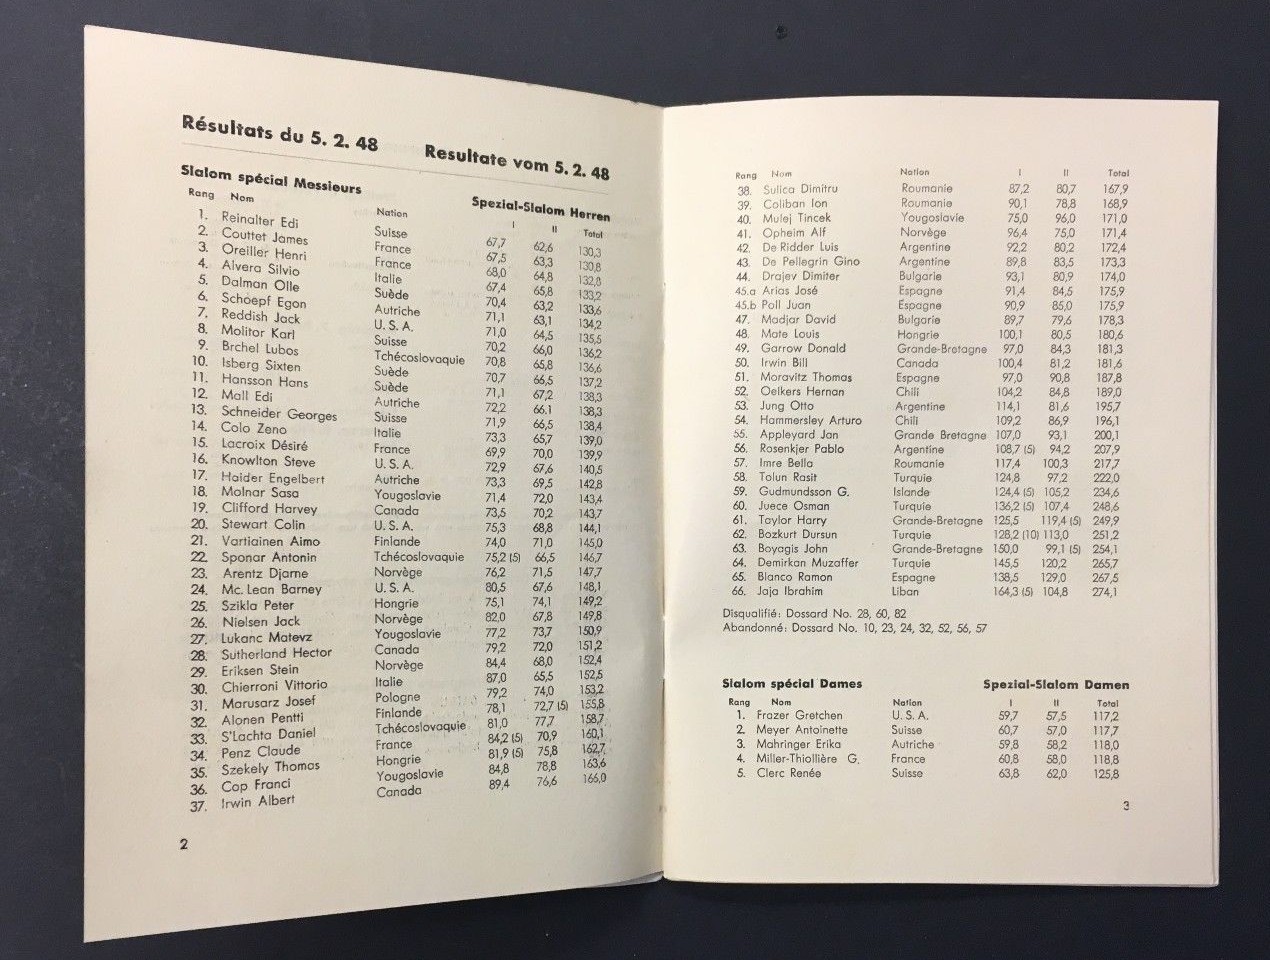 Résultats du 5. 2. 48 Resultate vom 5. 2. 48
Slalom spécial Messieurs Spezial-Slalom Herren
Rang Nom Nation I II Total
1. Reinalter Edi Suisse 67,7 62,6 130,3
2. Couttet James France 67,5 63,3 130,8
3. Oreiller Henri France 68,0 64,8 132,8
4. Alvera Silvio Italie 67,4 65,8 133,2
5. Dalman Olle Suède 70,4 63,2 133,6
6. Schoepf Egon Autriche 71,1 63,1 134,2
7. Reddish Jack U.S.A. 71,0 64,5 135,5
8. Molitor Karl Suisse 70,2 66,0 136,2
9. Brchel Lubos Tchécoslovaquie 70,8 65,8 136,6
10. Isberg Sixten Suède 70,7 66,5 137,2
11. Hansson Hans Suède 71,1 67,2 138,3
12. Mall Edi Autriche 72,2 66,1 138,3
13. Schneider Georges Suisse 71,9 66,5 138,4
14. Colo Zeno Italie 73,3 65,7 139,0
15. Lacroix Désiré France 69,9 70,0 139,9
16. Knowlton Steve U.S.A. 72,9 67,6 140,5
17. Haider Engelbert Autriche 73,3 69,5 142,8
18. Molnar Sasa Yougoslavie 71,4 72,0 143,4
19. Clifford Harvey Canada 73,5 70,2 143,7
20. Stewart Colin U.S.A. 75,3 68,8 144,1
21. Vartiainen Aimo Finlande 74,0 71,0 145,0
22. Sponar Antonin Tchécoslovaquie 75,2 (5) 66,5 146,7
23. Arentz Djarne Norvège 76,2 71,5 147,7
24. Mc. Lean Barney U.S.A. 80,5 67,6 148,1
25. Szikla Peter Hongrie 75,1 74,1 149,2
26. Nielsen Jack Norvège 82,0 67,8 149,8
27. Lukanc Matevz Yougoslavie 77,2 73,7 150,9
28. Sutherland Hector Canada 79,2 72,0 151,2
29. Eriksen Stein Norvège 84,4 68,0 152,4
30. Chierroni Vittorio Italie 87,0 65,5 152,5
31. Marusarz Josef Pologne 79,2 74,0 153,2
32. Alonen Pentti Finlande 78,1 72,7 (5) 155,8
33. S'Lachta Daniel Tchécoslovaquie 81,0 77,7 158,7
34. Penz Claude France 84,2 (5) 70,9 160,1
35. Szekely Thomas Hongrie 81,9 (5) 75,8 162,7
36. Cop Franci Yougoslavie 84,8 78,8 163,6
37. Irwin Albert Canada 89,4 76,6 166,0
2
Rang Nom Nation I II Total
38. Sulica Dimitru Roumanie 87,2 80,7 167,9
39. Coliban Ion Roumanie 90,1 78,8 168,9
40. Mulej Tincek Yougoslavie 75,0 96,0 171,0
41. Opheim Alf Norvège 96,4 75,0 171,4
42. De Ridder Luis Argentine 92,2 80,2 172,4
43. De Pellegrin Gino Argentine 89,8 83,5 173,3
44. Drajev Dimiter Bulgarie 93,1 80,9 174,0
45.a Arias José Espagne 91,4 84,5 175,9
45.b Poll Juan Espagne 90,9 85,0 175,9
47. Madjar David Bulgarie 89,7 79,6 178,3
48. Mate Louis Hongrie 100,1 80,5 180,6
49. Garrow Donald Grande-Bretagne 97,0 84,3 181,3
50. Irwin Bill Canada 100,4 81,2 181,6
51. Moravitz Thomas Espagne 97,0 90,8 187,8
52. Oelkers Hernan Chili 104,2 84,8 189,0
53. Jung Otto Argentine 114,1 81,6 195,7
54. Hammersley Arturo Chili 109,2 86,9 196,1
55. Appleyard Jan Grande Bretagne 107,0 93,1 200,1
56. Rosenkjer Pablo Argentine 108,7 (5) 94,2 207,9
57. Imre Bella Roumanie 117,4 100,3 217,7
58. Tolun Rasit Turquie 124,8 97,2 222,0
59. Gudmundsson G. Islande 124,4 (5) 105,2 234,6
60. Juece Osman Turquie 136,2 (5) 107,4 248,6
61. Taylor Harry Grande-Bretagne 125,5 119,4 (5) 249,9
62. Bozkurt Dursun Turquie 128,2 (10) 113,0 251,2
63. Boyagis John Grande-Bretagne 150,0 99,1 (5) 254,1
64. Demirkan Muzaffer Turquie 145,5 120,2 265,7
65. Blanco Ramon Espagne 138,5 129,0 267,5
66. Jaja Ibrahim Liban 164,3 (5) 104,8 274,1
Disqualifié: Dossard No. 28, 60, 82
Abandonné: Dossard No. 10, 23, 24, 32, 52, 56, 57
Slalom spécial Dames Spezial-Slalom Damen
Rang Nom Nation I II Total
1. Frazer Gretchen U.S.A. 59,7 57,5 117,2
2. Meyer Antoinette Suisse 60,7 57,0 117,7
3. Mahringer Erika Autriche 59,8 58,2 118,0
4. Miller-Thiollière G. France 60,8 58,0 118,8
5. Clerc Renée Suisse 63,8 62,0 125,8
3